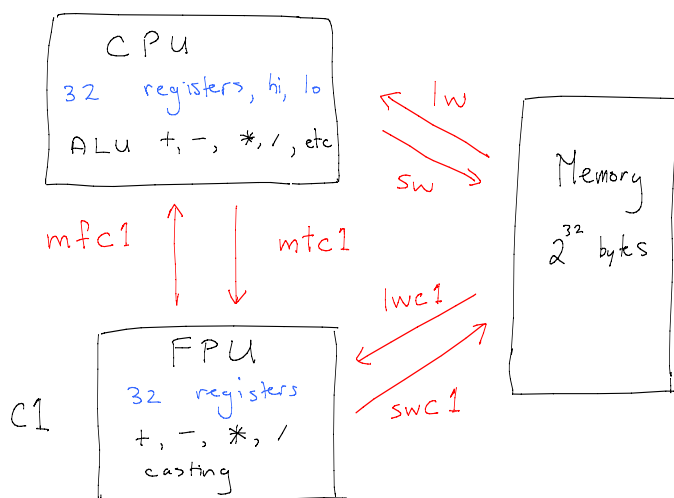 CPU
32 registers, hi, lo
ALU +, -, *, /, etc
lw
sw
Memory
2^32 bytes
mfc1
mtc1
lwc1
swc1
FPU
32 registers
+, -, *, /
casting
c1